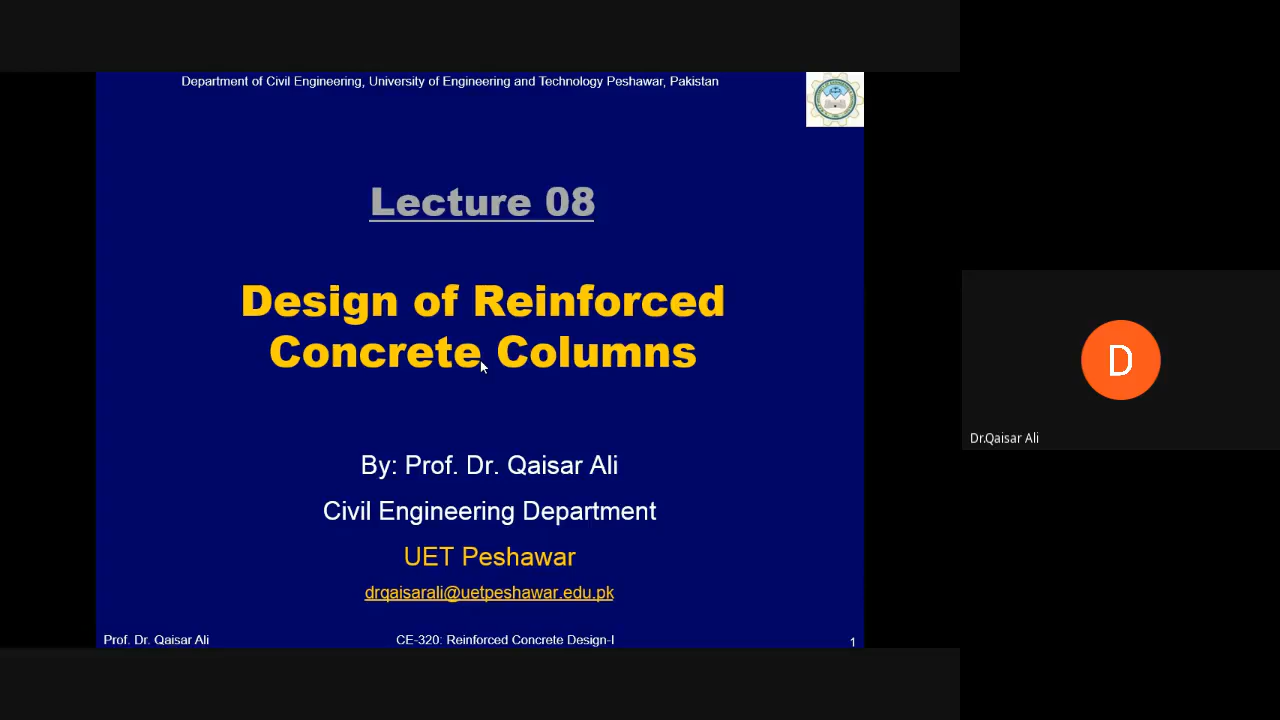 Department of Civil Engineering, University of Engineering and Technology Peshawar, Pakistan
Lecture 08
Design of Reinforced
Concrete Columns
By: Prof. Dr. Qaisar Ali
Civil Engineering Department
UET Peshawar
drqaisarali@uetpeshawar.edu.pk
Prof. Dr. Qaisar Ali
CE-320: Reinforced Concrete Design-I
1
D
Dr.Qaisar Ali